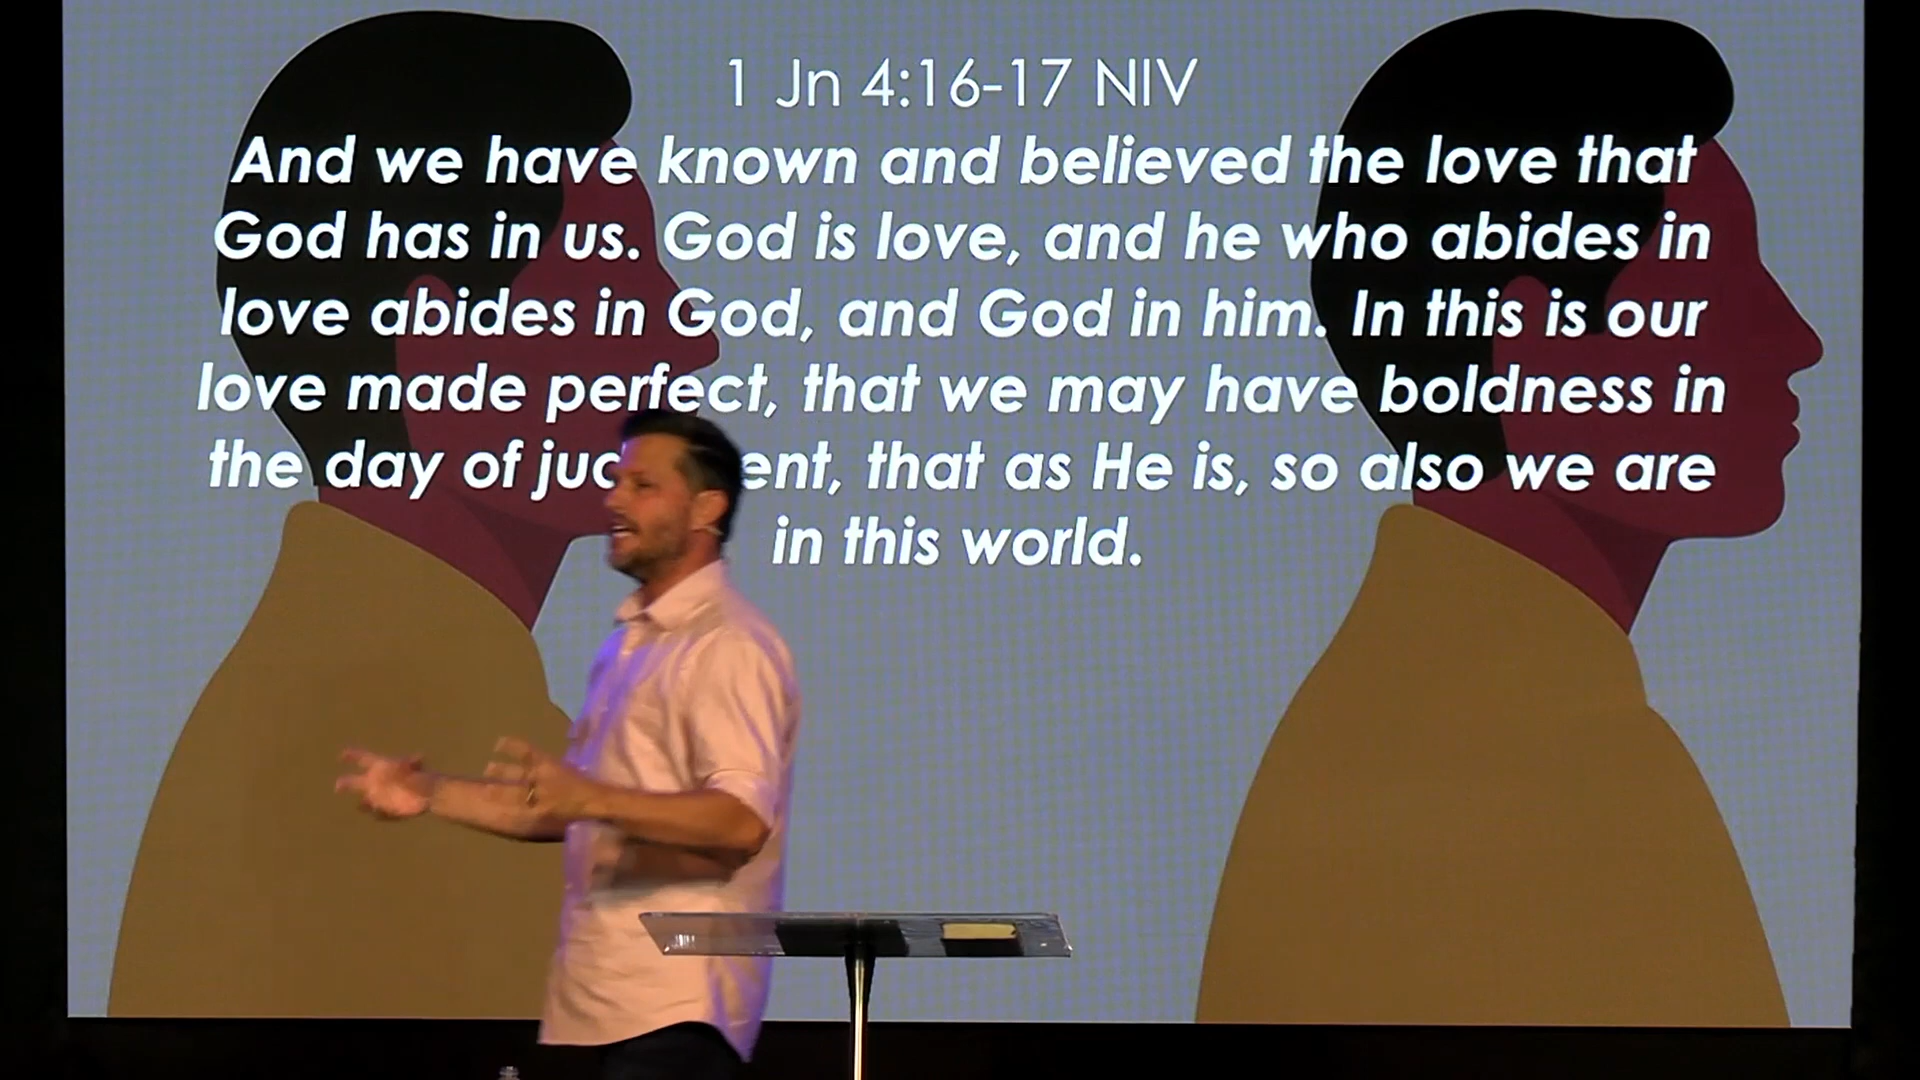 1 Jn 4:16-17 NIV
And we have known and believed the love that
God has in us. God is love, and he who abides in
love abides in God, and God in him. In this is our
love made perfect, that we may have boldness in
the day of that as He is, so also we are
in this world.